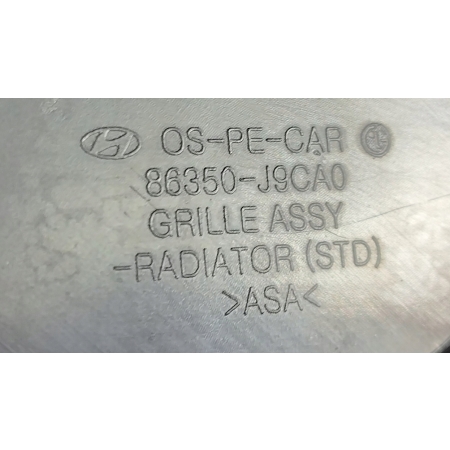 OS-PE-CAR
86350-J9CA0
GRILLE ASSY
-RADIATOR (STD)
>ASA<